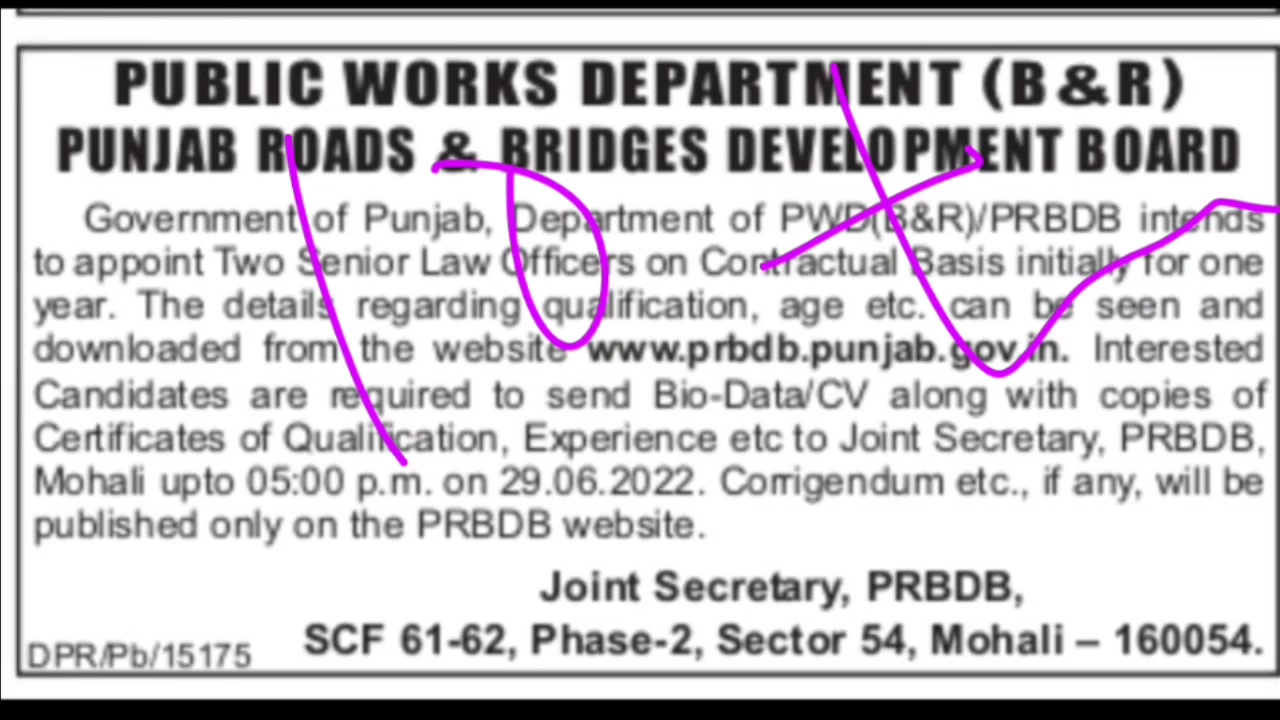 PUBLIC WORKS DEPARTMENT (B&R)
PUNJAB ROADS & BRIDGES DEVELOPMENT BOARD
Government of Punjab, Department of PWD(B&R)/PRBDB intends
to appoint Two Senior Law Officers on Contractual Basis initially for one
year. The details regarding qualification, age etc. can be seen and
downloaded from the website www.prbdb.punjab.gov.in. Interested
Candidates are required to send Bio-Data/CV along with copies of
Certificates of Qualification, Experience etc to Joint Secretary, PRBDB,
Mohali upto 05:00 p.m. on 29.06.2022. Corrigendum etc., if any, will be
published only on the PRBDB website.
Joint Secretary, PRBDB,
SCF 61-62, Phase-2, Sector 54, Mohali – 160054.
DPR/Pb/15175